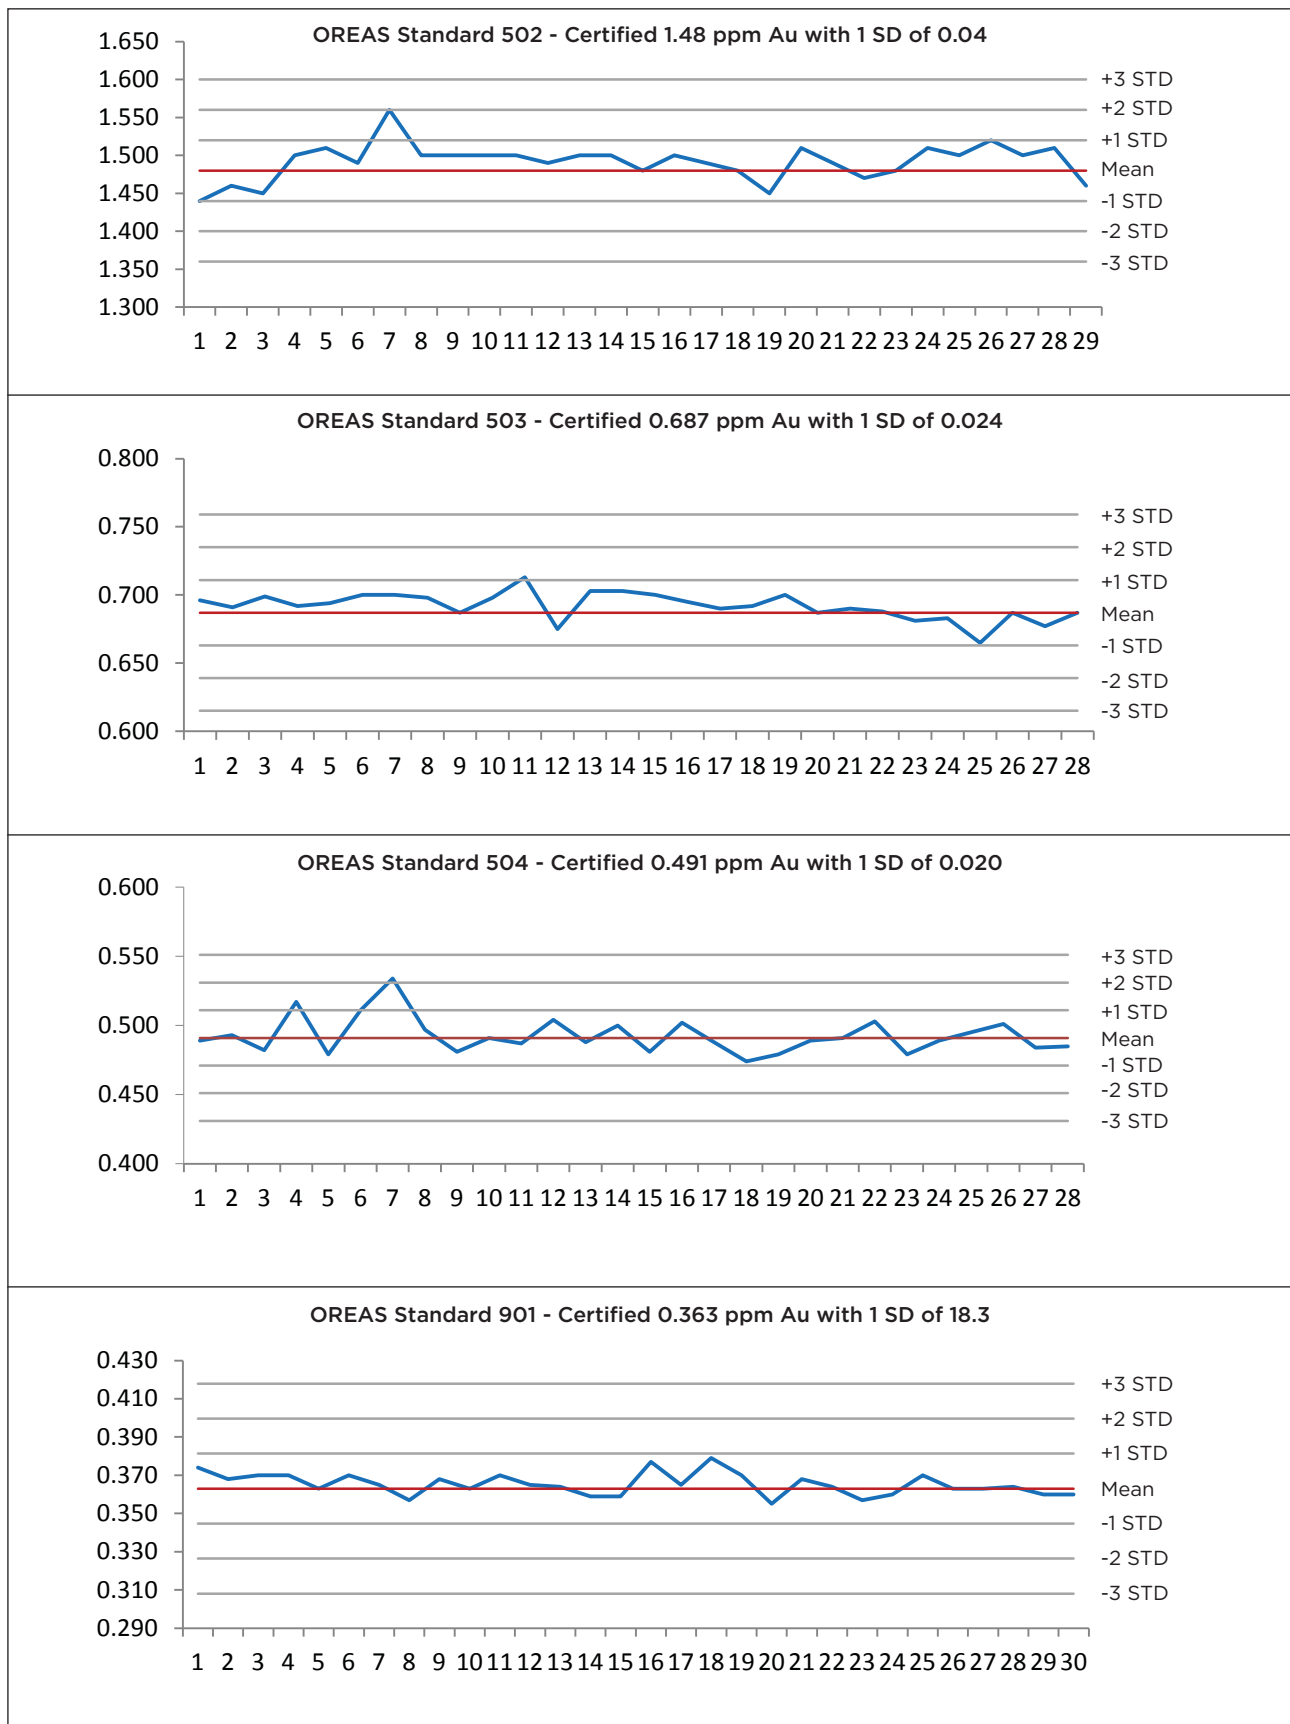 OREAS Standard 502 - Certified 1.48 ppm Au with 1 SD of 0.04
1.650
1.600
1.550
1.500
1.450
1.400
1.350
1.300
+3 STD
+2 STD
+1 STD
Mean
-1 STD
-2 STD
-3 STD
1 2 3 4 5 6 7 8 9 10 11 12 13 14 15 16 17 18 19 20 21 22 23 24 25 26 27 28 29
OREAS Standard 503 - Certified 0.687 ppm Au with 1 SD of 0.024
0.800
0.750
0.700
0.650
0.600
+3 STD
+2 STD
+1 STD
Mean
-1 STD
-2 STD
-3 STD
1 2 3 4 5 6 7 8 9 10 11 12 13 14 15 16 17 18 19 20 21 22 23 24 25 26 27 28
OREAS Standard 504 - Certified 0.491 ppm Au with 1 SD of 0.020
0.600
0.550
0.500
0.450
0.400
+3 STD
+2 STD
+1 STD
Mean
-1 STD
-2 STD
-3 STD
1 2 3 4 5 6 7 8 9 10 11 12 13 14 15 16 17 18 19 20 21 22 23 24 25 26 27 28
OREAS Standard 901 - Certified 0.363 ppm Au with 1 SD of 18.3
0.430
0.410
0.390
0.370
0.350
0.330
0.310
0.290
+3 STD
+2 STD
+1 STD
Mean
-1 STD
-2 STD
-3 STD
1 2 3 4 5 6 7 8 9 10 11 12 13 14 15 16 17 18 19 20 21 22 23 24 25 26 27 28 29 30